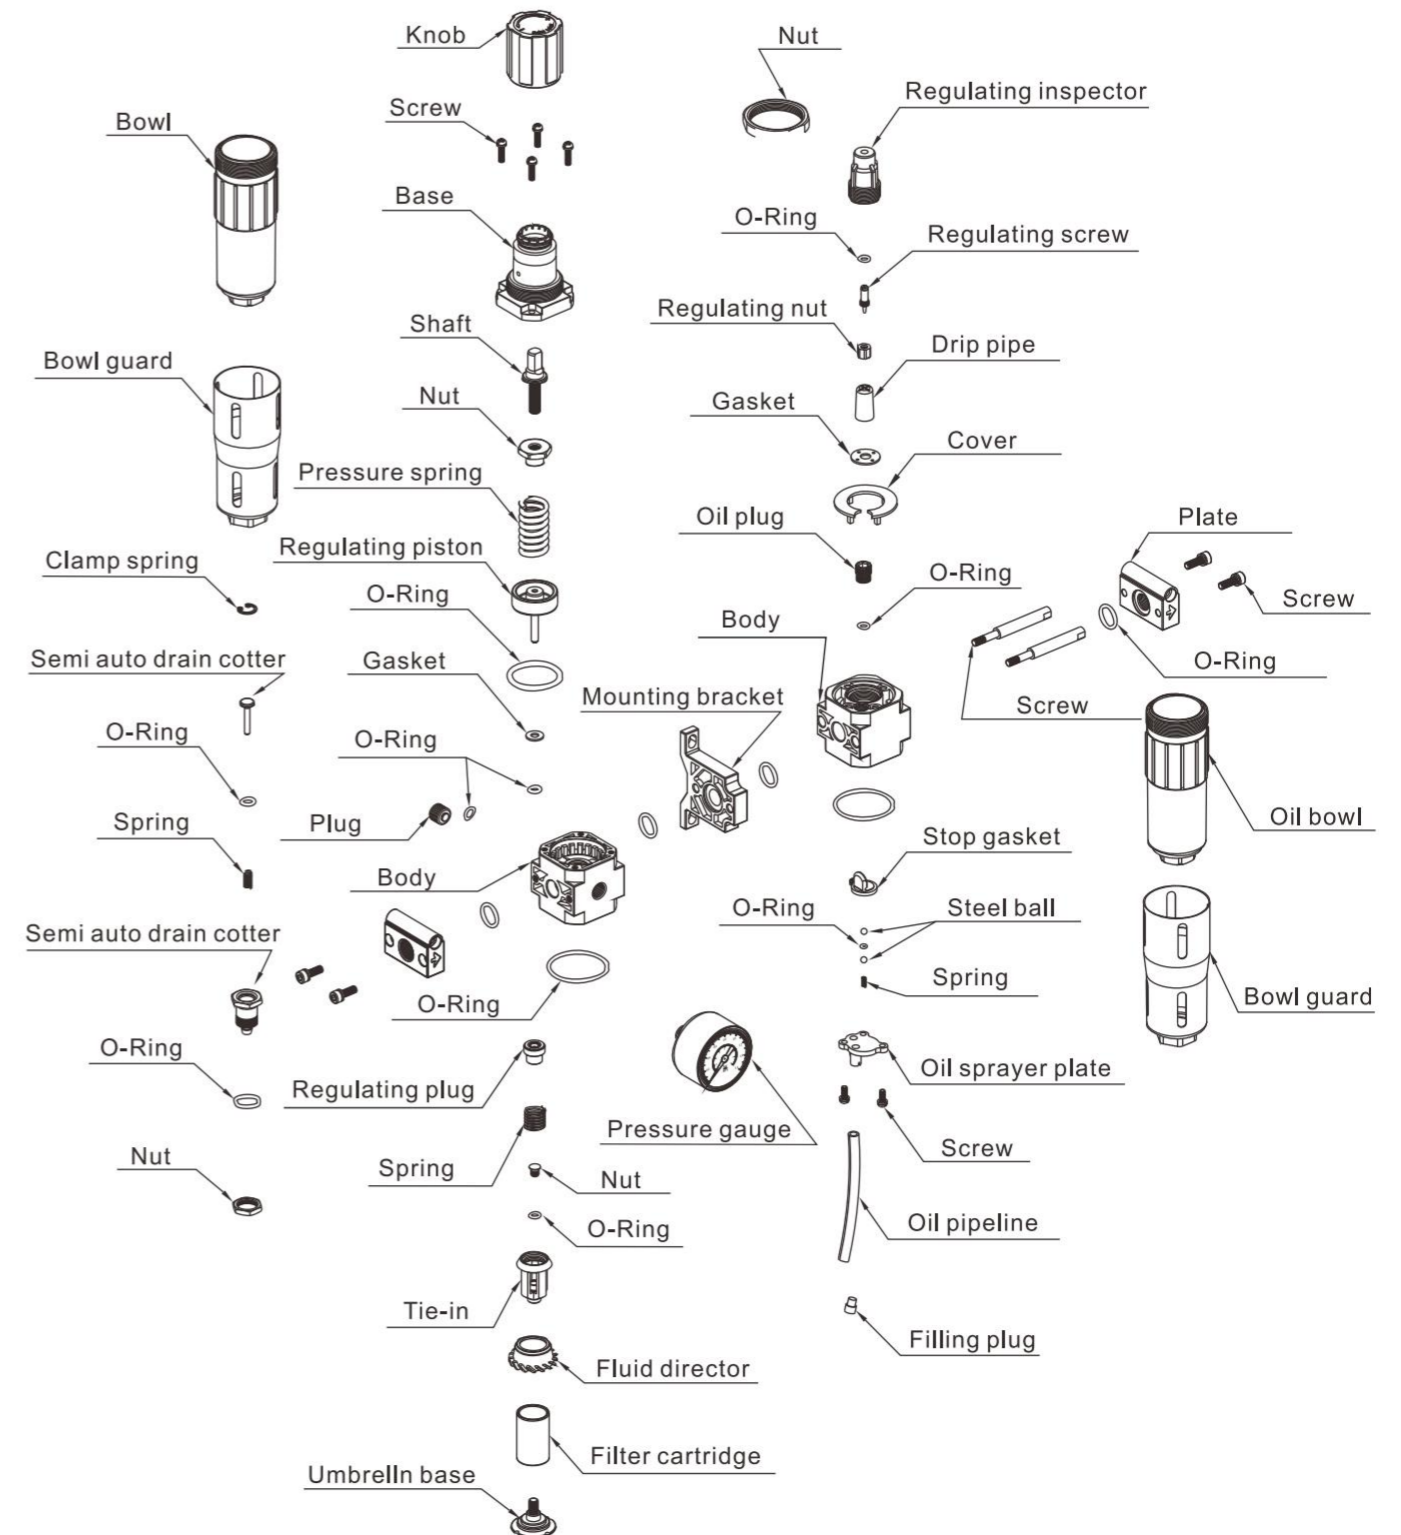 Knob
Nut
Regulating inspector
Screw
Bowl
Base
O-Ring
Regulating screw
Regulating nut
Shaft
Drip pipe
Bowl guard
Nut
Gasket
Cover
Pressure spring
Oil plug
Plate
Regulating piston
Clamp spring
O-Ring
O-Ring
Screw
Body
Semi auto drain cotter
Gasket
O-Ring
Mounting bracket
Screw
O-Ring
O-Ring
Spring
Plug
Oil bowl
Stop gasket
Body
O-Ring
Steel ball
Semi auto drain cotter
Spring
O-Ring
Bowl guard
O-Ring
Oil sprayer plate
Regulating plug
Pressure gauge
Screw
Nut
Spring
Nut
Oil pipeline
O-Ring
Tie-in
Filling plug
Fluid director
Filter cartridge
Umbrelln base